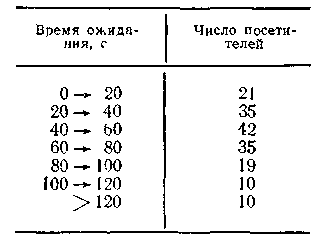 Время ожида- Число посети-
ния, с телей
0 → 20 21
20 → 40 35
40 → 60 42
60 → 80 35
80 → 100 19
100 → 120 10
> 120 10